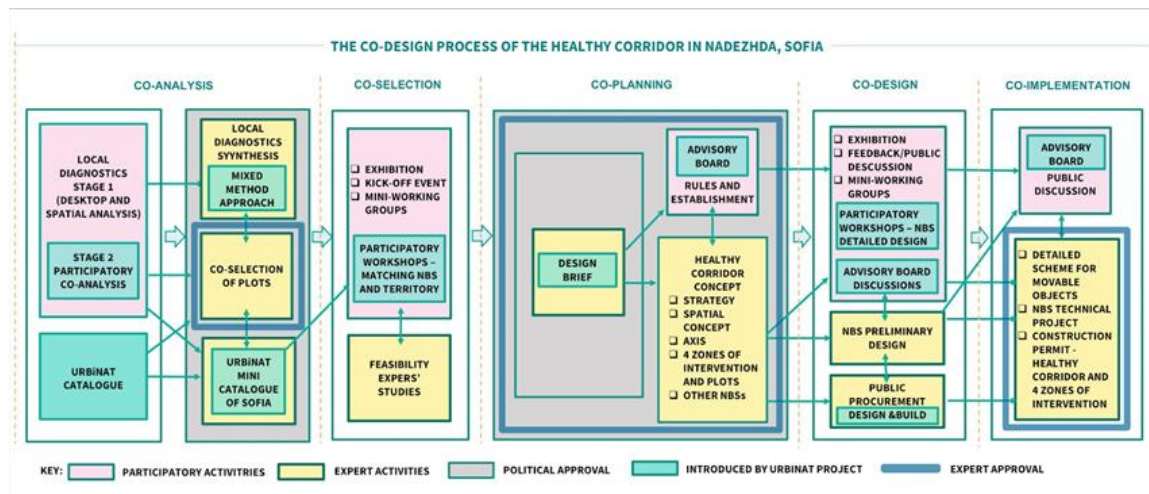 THE CO-DESIGN PROCESS OF THE HEALTHY CORRIDOR IN NADEZHDA, SOFIA
CO-ANALYSIS
LOCAL
DIAGNOSTICS
STAGE 1
(DESKTOP AND
SPATIAL ANALYSIS)
STAGE 2
PARTICIPATORY
CO-ANALYSIS
URBiNAT
CATALOGUE
LOCAL
DIAGNOSTICS
SYYNTHESIS
MIXED
METHOD
APPROACH
CO-SELECTION
OF PLOTS
URBiNAT
MINI
CATALOGUE
OF SOFIA
CO-SELECTION
❑ EXHIBITION
❑ KICK-OFF EVENT
❑ MINI-WORKING
GROUPS
PARTICIPATORY
WORKSHOPS –
MATCHING NBS
AND TERRITORY
FEASIBILITY
EXPERS'
STUDIES
CO-PLANNING
DESIGN
BRIEF
ADVISORY
BOARD
RULES AND
ESTABLISHMENT
HEALTHY
CORRIDOR
CONCEPT
❑ STRATEGY
❑ SPATIAL
CONCEPT
❑ AXIS
❑ 4 ZONES OF
INTERVENTION
AND PLOTS
❑ OTHER NBSs
CO-DESIGN
❑ EXHIBITION
❑ FEEDBACK/PUBLIC
DESCUSSION
❑ MINI-WORKING
GROUPS
PARTICIPATORY
WORKSHOPS – NBS
DETAILED DESIGN
ADVISORY BOARD
DISCUSSIONS
NBS PRELIMINARY
DESIGN
PUBLIC
PROCUREMENT
DESIGN &BUILD
CO-IMPLEMENTATION
ADVISORY
BOARD
PUBLIC
DISCUSSION
❑ DETAILED
SCHEME FOR
MOVABLE
OBJECTS
❑ NBS TECHNICAL
PROJECT
❑ CONSTRUCTION
PERMIT -
HEALTHY
CORRIDOR AND
4 ZONES OF
INTERVENTION
KEY:
PARTICIPATORY ACTIVITRIES
EXPERT ACTIVITIES
POLITICAL APPROVAL
INTRODUCED BY URBINAT PROJECT
EXPERT APPROVAL